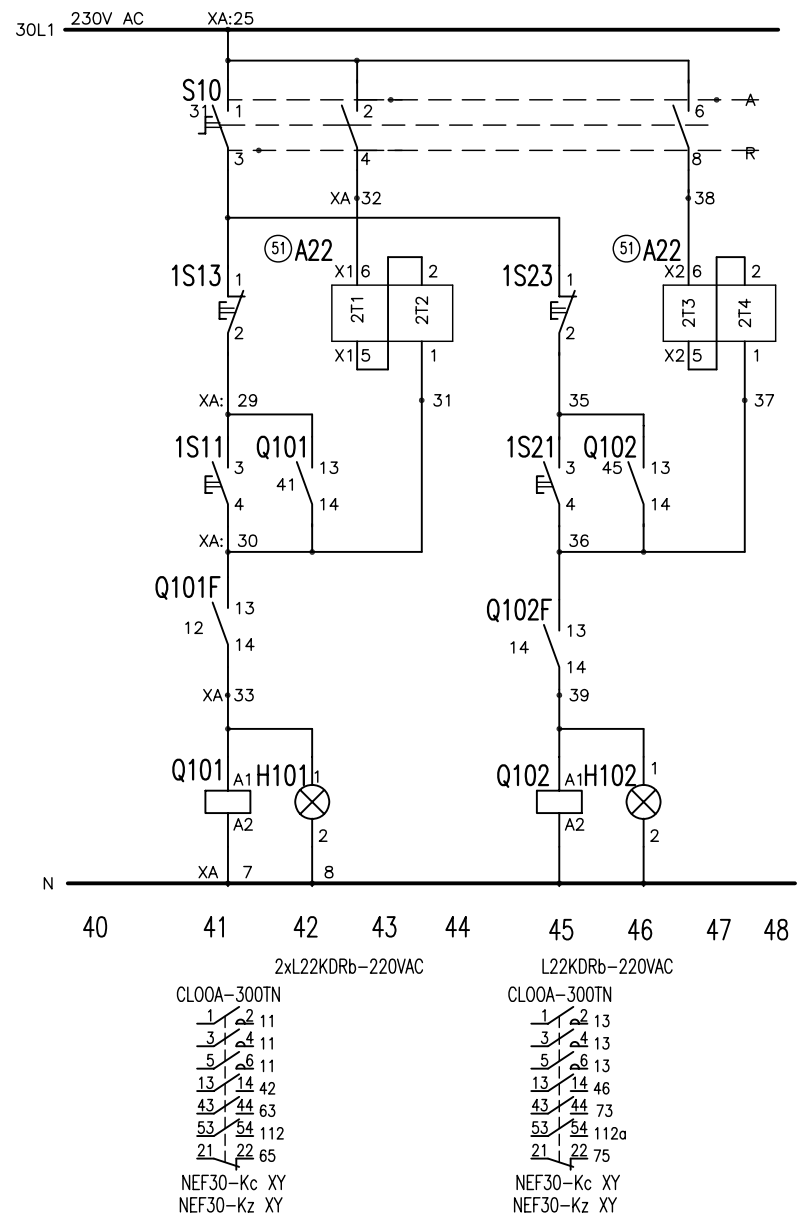 230V AC XA:25
30L1
S10
31 1 2 6 A
3 4 8 R
XA 32 38
51 A22 51 A22
1S13 1 X1 6 2 1S23 1 X2 6 2
2T1 2T2 2T3 2T4
2 X1 5 1 2 X2 5 1
XA: 29 31 35 37
1S11 3 Q101 13 1S21 3 Q102 13
41 45
4 14 4 14
XA: 30 36
Q101F 13 Q102F 13
12 14
14 14
XA 33 39
Q101 A1 H101 1 Q102 A1 H102 1
A2 2 A2 2
N XA 7 8
40 41 42 43 44 45 46 47 48
2xL22KDRb-220VAC L22KDRb-220VAC
CL00A-300TN CL00A-300TN
1 2 11 1 2 13
3 4 11 3 4 13
5 6 11 5 6 13
13 14 42 13 14 46
43 44 63 43 44 73
53 54 112 53 54 112a
21 22 65 21 22 75
NEF30-Kc XY NEF30-Kc XY
NEF30-Kz XY NEF30-Kz XY